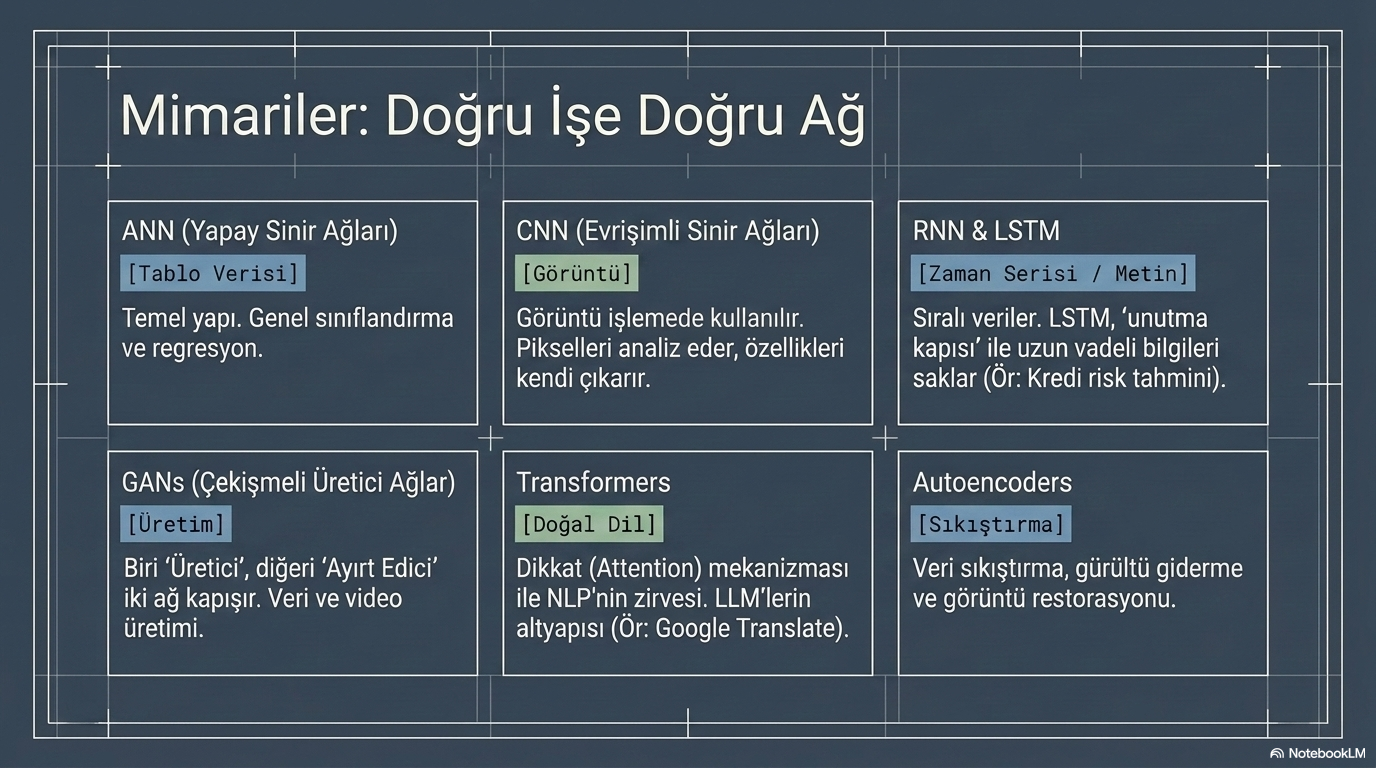 Mimariler: Doğru İşe Doğru Ağ
ANN (Yapay Sinir Ağları)
[Tablo Verisi]
Temel yapı. Genel sınıflandırma
ve regresyon.
CNN (Evrişimli Sinir Ağları)
[Görüntü]
Görüntü işlemede kullanılır.
Pikselleri analiz eder, özellikleri
kendi çıkarır.
RNN & LSTM
[Zaman Serisi / Metin]
Sıralı veriler. LSTM, ‘unutma
kapısı’ ile uzun vadeli bilgileri
saklar (Ör: Kredi risk tahmini).
GANs (Çekişmeli Üretici Ağlar)
[Üretim]
Biri ‘Üretici’, diğeri ‘Ayırt Edici’
iki ağ kapışır. Veri ve video
üretimi.
Transformers
[Doğal Dil]
Dikkat (Attention) mekanizması
ile NLP'nin zirvesi. LLM’lerin
altyapısı (Ör: Google Translate).
Autoencoders
[Sıkıştırma]
Veri sıkıştırma, gürültü giderme
ve görüntü restorasyonu.
NotebookLM